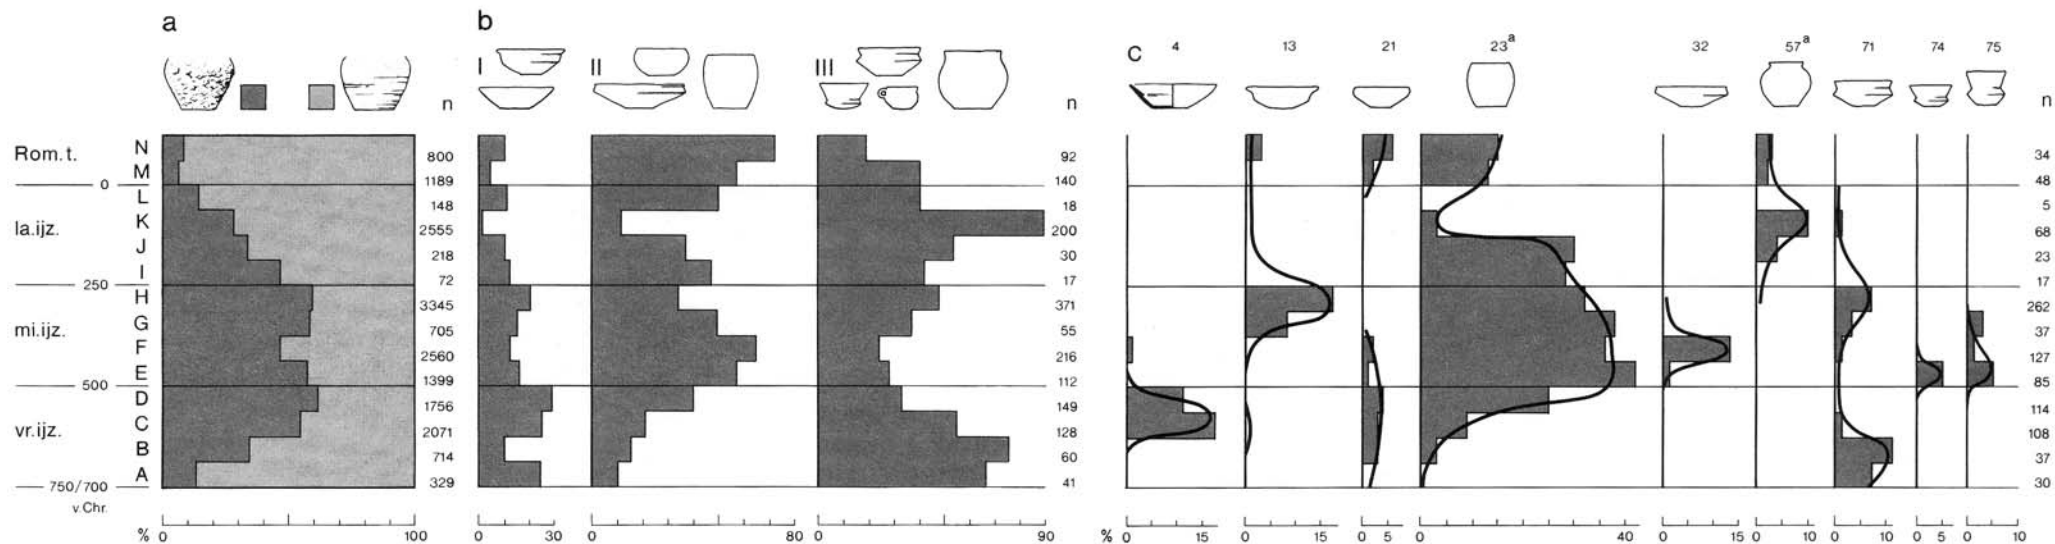 a
b
c
I
II
III
4
13
21
23ª
32
57ª
71
74
75
n
n
n
Rom. t.
N
800
92
34
M
1189
140
48
0
L
148
18
5
la.ijz.
K
2555
200
68
J
218
30
23
I
72
17
17
250
H
3345
371
262
mi.ijz.
G
705
55
37
F
2560
216
127
E
1399
112
85
500
D
1756
149
114
vr.ijz.
C
2071
128
108
B
714
60
37
A
329
41
30
750/700
v.Chr.
% 0 100
0 30
0 80
0 90
% 0 15
0 15
0 5
0 40
0 15
0 10
0 10
0 5
0 10